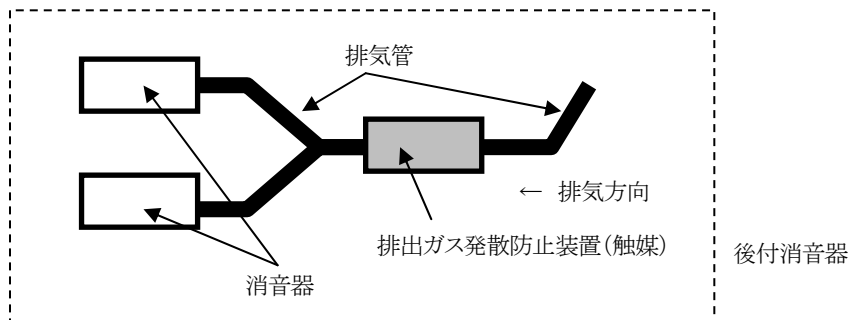 排気管
← 排気方向
排出ガス発散防止装置(触媒)
後付消音器
消音器